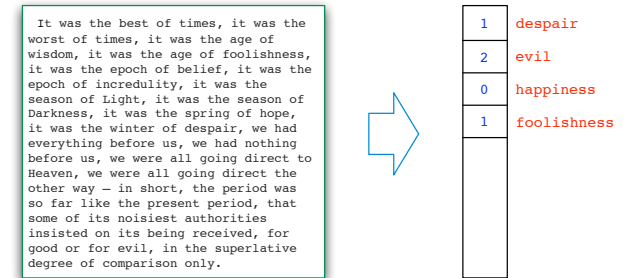 It was the best of times, it was the
worst of times, it was the age of
wisdom, it was the age of foolishness,
it was the epoch of belief, it was the
epoch of incredulity, it was the
season of Light, it was the season of
Darkness, it was the spring of hope,
it was the winter of despair, we had
everything before us, we had nothing
before us, we were all going direct to
Heaven, we were all going direct the
other way – in short, the period was
so far like the present period, that
some of its noisiest authorities
insisted on its being received, for
good or for evil, in the superlative
degree of comparison only.
1 despair
2 evil
0 happiness
1 foolishness